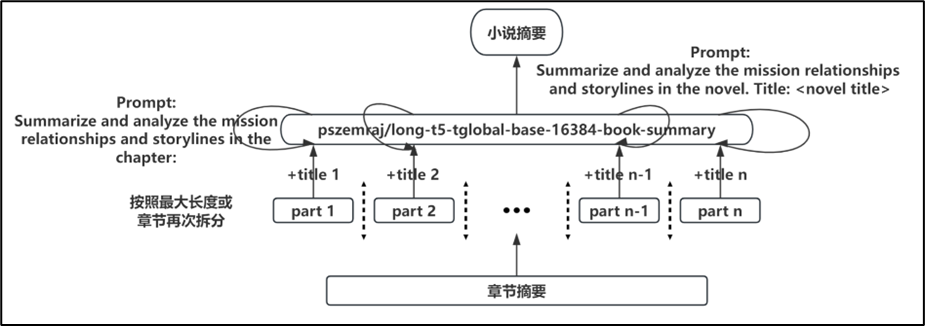 小说摘要
Prompt:
Summarize and analyze the mission relationships
and storylines in the novel. Title: <novel title>
Prompt:
Summarize and analyze the mission
relationships and storylines in the
chapter:
pszemraj/long-t5-tglobal-base-16384-book-summary
+title 1
+title 2
+title n-1
+title n
按照最大长度或
章节再次拆分
part 1
part 2
•••
part n-1
part n
章节摘要